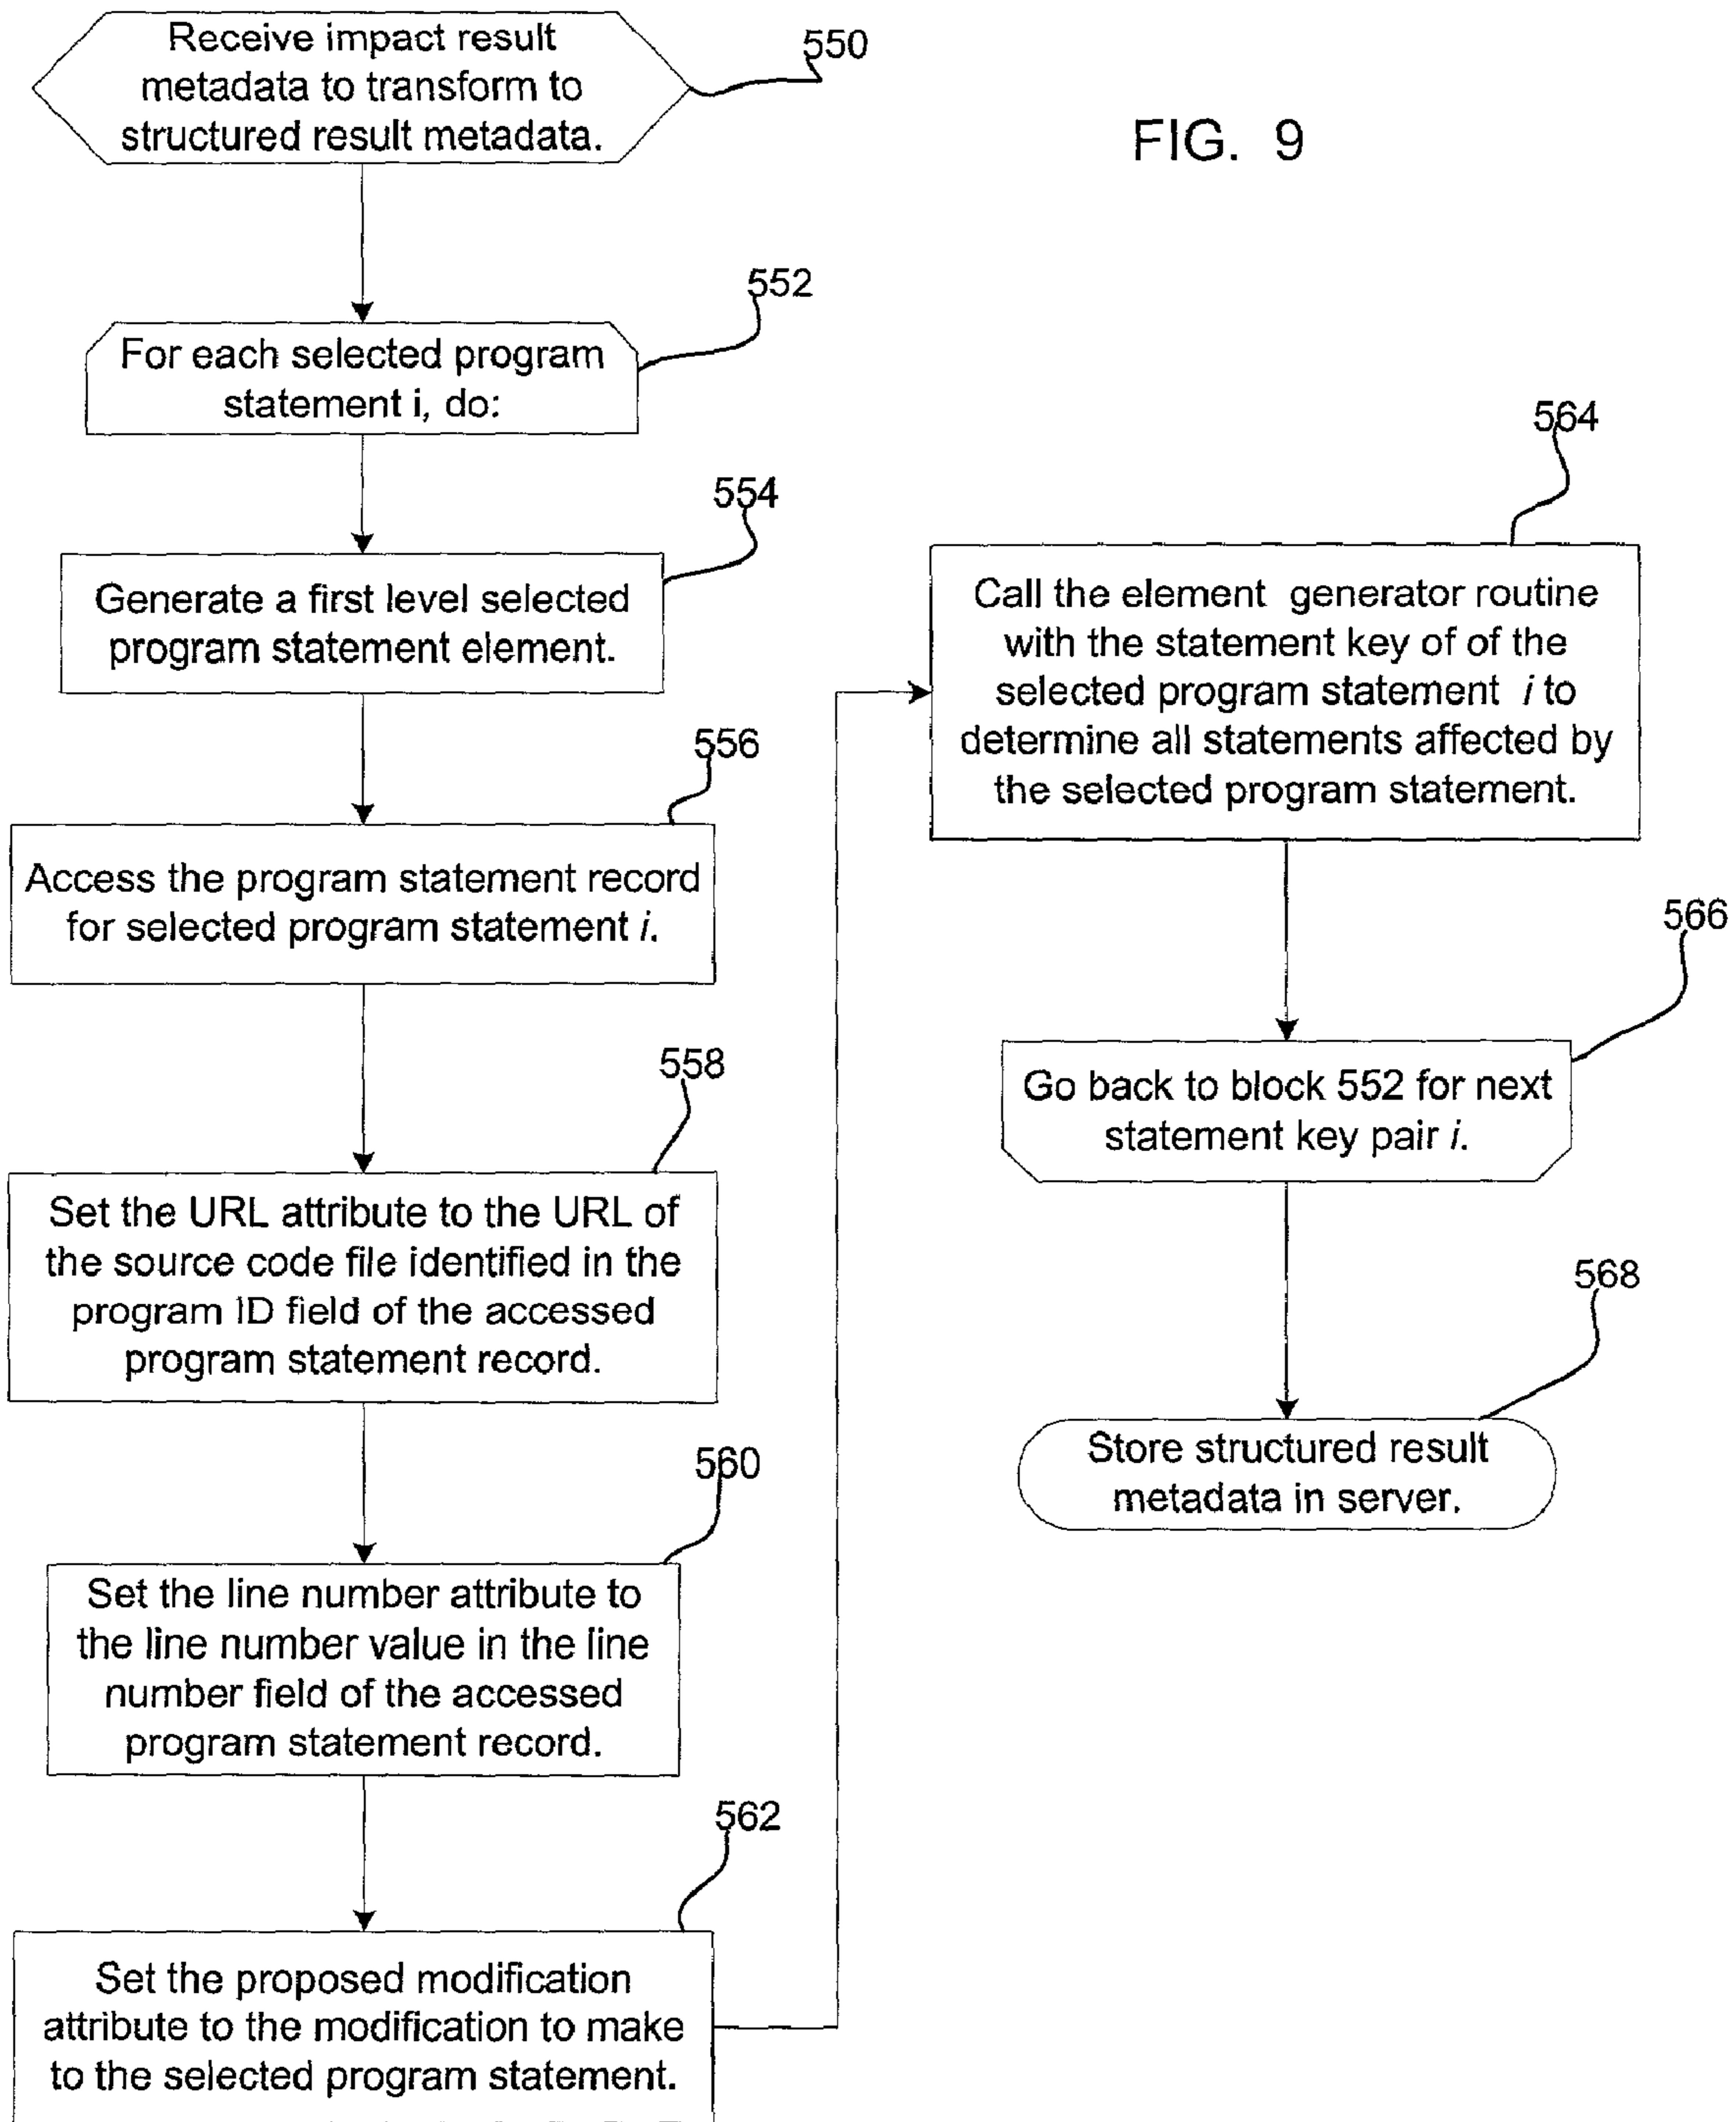 Receive impact result
metadata to transform to
structured result metadata.
550
FIG. 9
552
For each selected program
statement i, do:
554
Generate a first level selected
program statement element.
556
Access the program statement record
for selected program statement i.
558
Set the URL attribute to the URL of
the source code file identified in the
program ID field of the accessed
program statement record.
560
Set the line number attribute to
the line number value in the line
number field of the accessed
program statement record.
562
Set the proposed modification
attribute to the modification to make
to the selected program statement.
564
Call the element generator routine
with the statement key of of the
selected program statement i to
determine all statements affected by
the selected program statement.
566
Go back to block 552 for next
statement key pair i.
568
Store structured result
metadata in server.